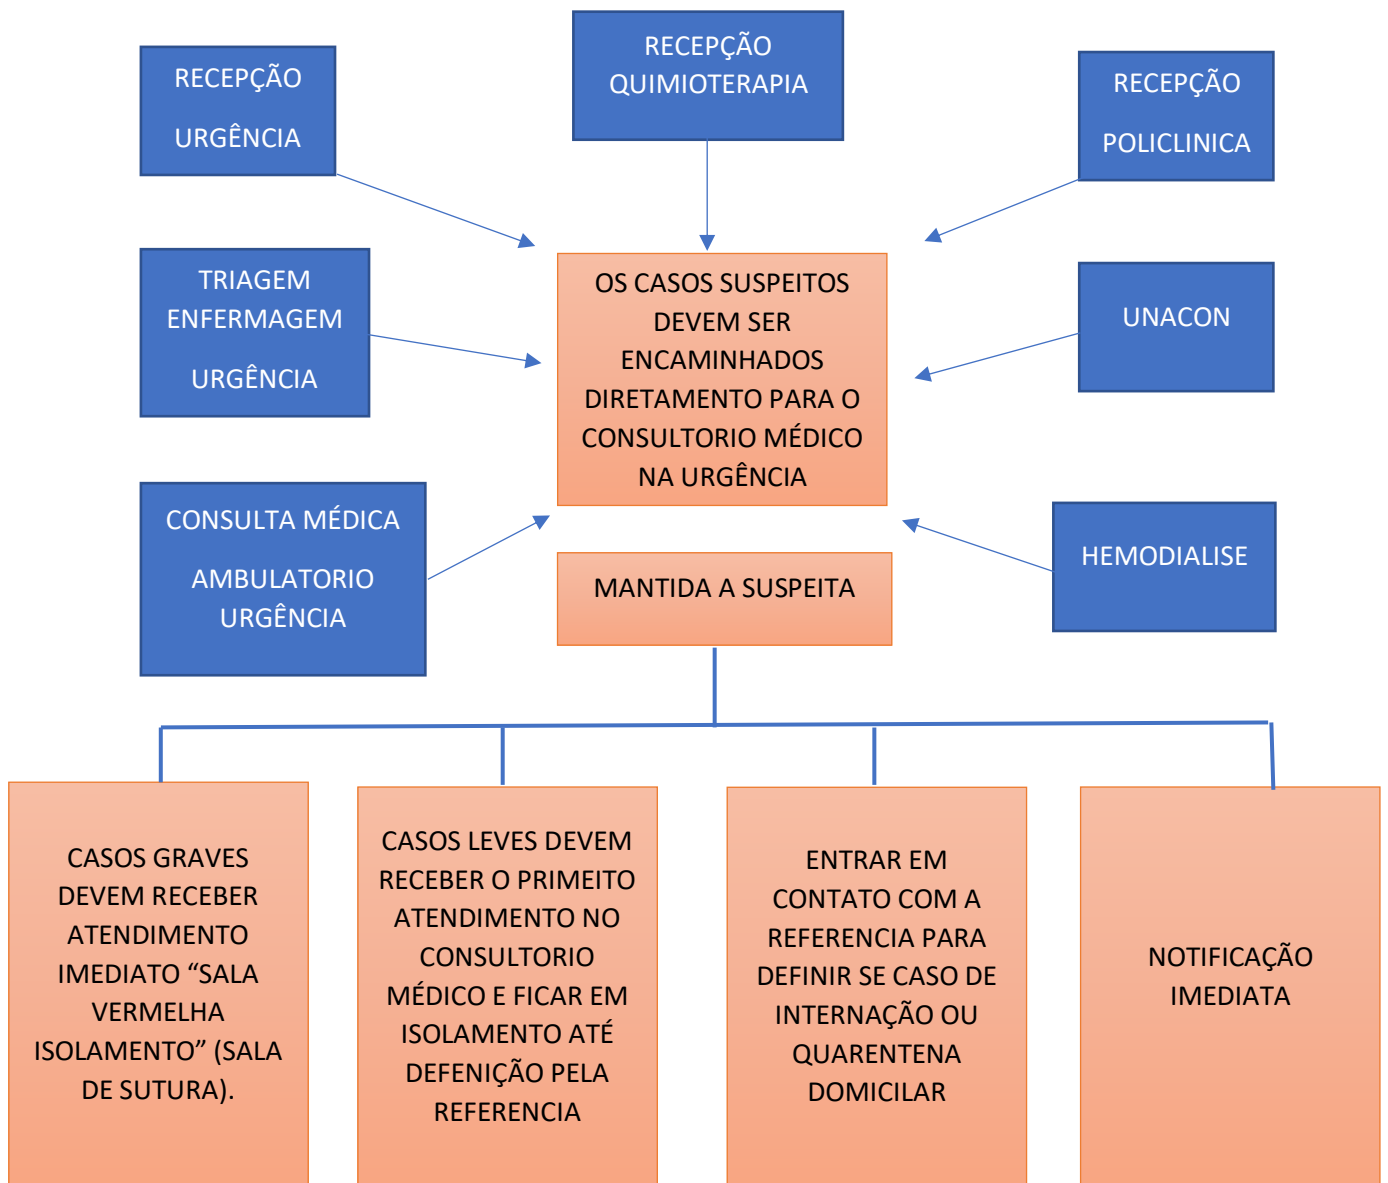 RECEPÇÃO
URGÊNCIA
RECEPÇÃO
QUIMIOTERAPIA
RECEPÇÃO
POLICLINICA
TRIAGEM
ENFERMAGEM
URGÊNCIA
OS CASOS SUSPEITOS
DEVEM SER
ENCAMINHADOS
DIRETAMENTO PARA O
CONSULTORIO MÉDICO
NA URGÊNCIA
UNACON
CONSULTA MÉDICA
AMBULATORIO
URGÊNCIA
MANTIDA A SUSPEITA
HEMODIALISE
CASOS GRAVES
DEVEM RECEBER
ATENDIMENTO
IMEDIATO “SALA
VERMELHA
ISOLAMENTO” (SALA
DE SUTURA).
CASOS LEVES DEVEM
RECEBER O PRIMEITO
ATENDIMENTO NO
CONSULTORIO
MÉDICO E FICAR EM
ISOLAMENTO ATÉ
DEFENIÇÃO PELA
REFERENCIA
ENTRAR EM
CONTATO COM A
REFERENCIA PARA
DEFINIR SE CASO DE
INTERNAÇÃO OU
QUARENTENA
DOMICILAR
NOTIFICAÇÃO
IMEDIATA